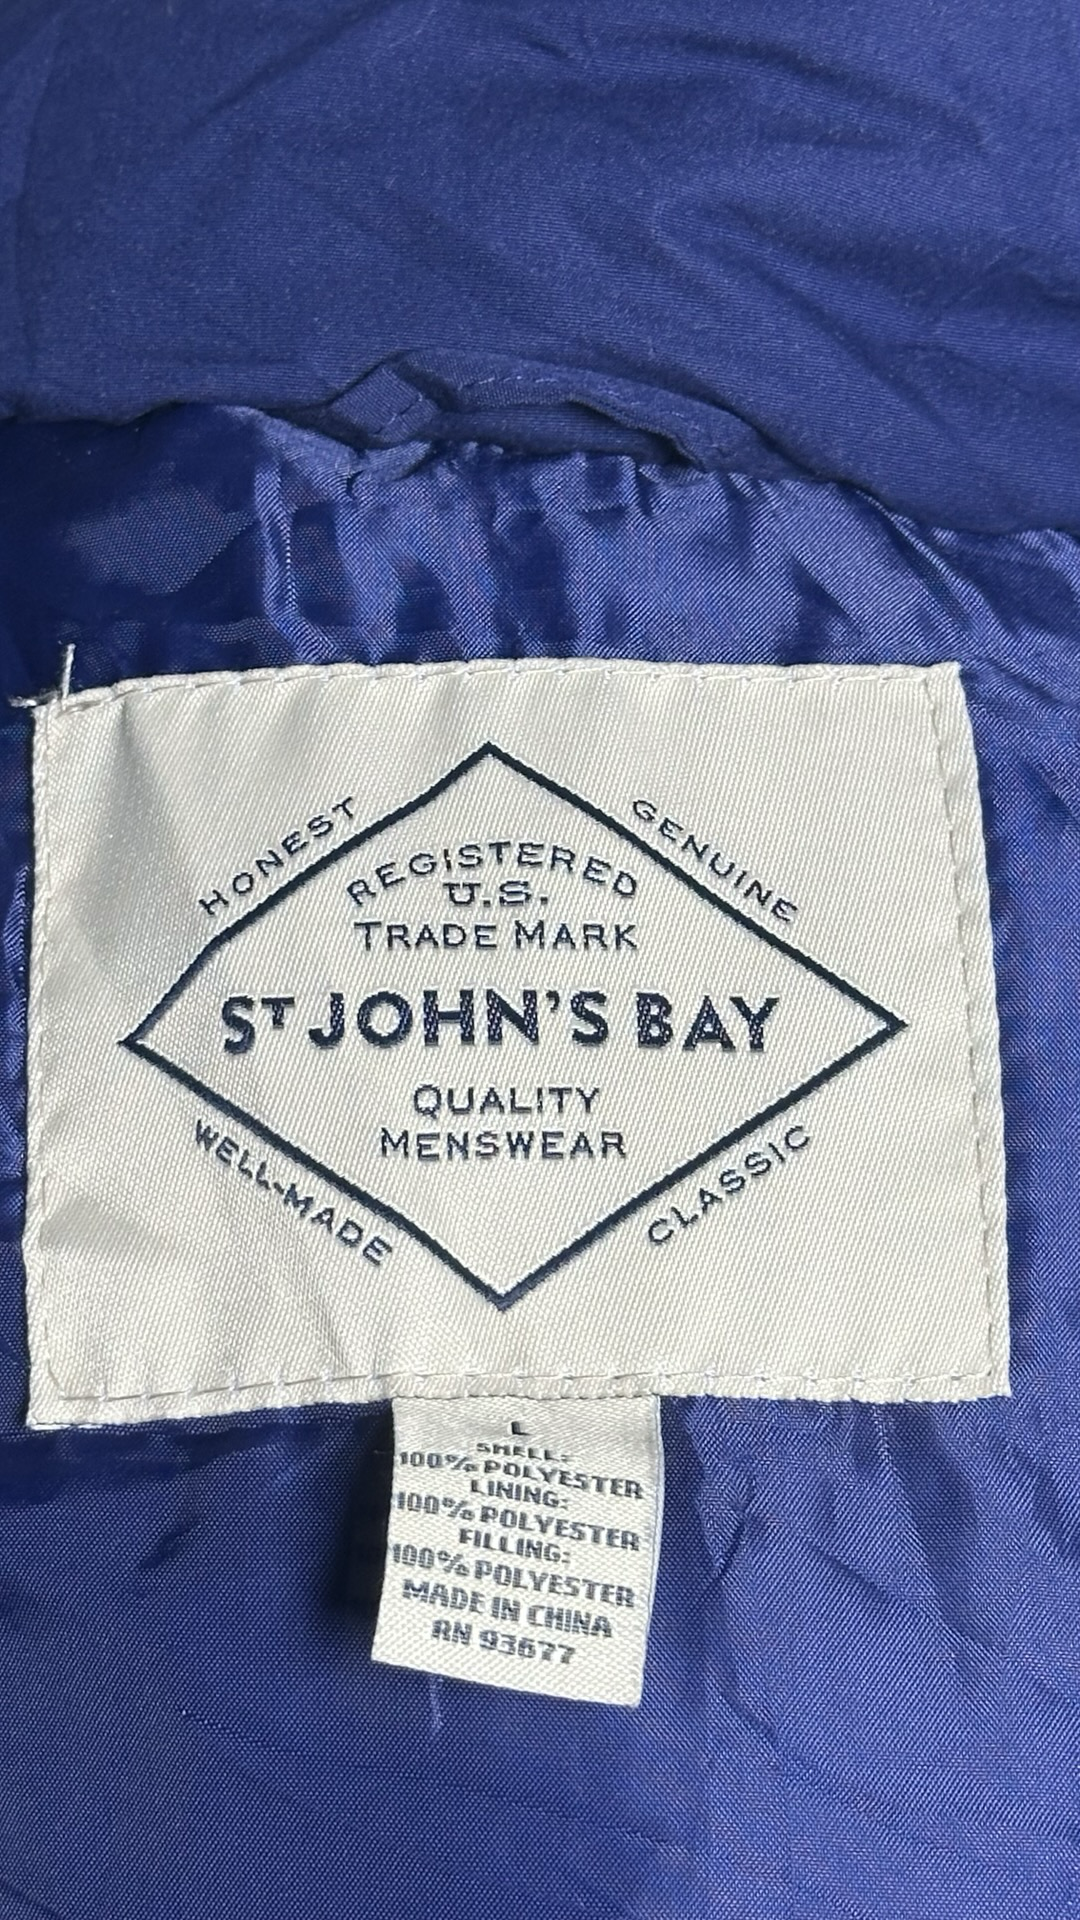 HONEST
GENUINE
REGISTERED
U.S.
TRADE MARK
ST JOHN'S BAY
QUALITY
MENSWEAR
WELL-MADE
CLASSIC
L
SHELL:
100% POLYESTER
LINING:
100% POLYESTER
FILLING:
100% POLYESTER
MADE IN CHINA
RN 93677